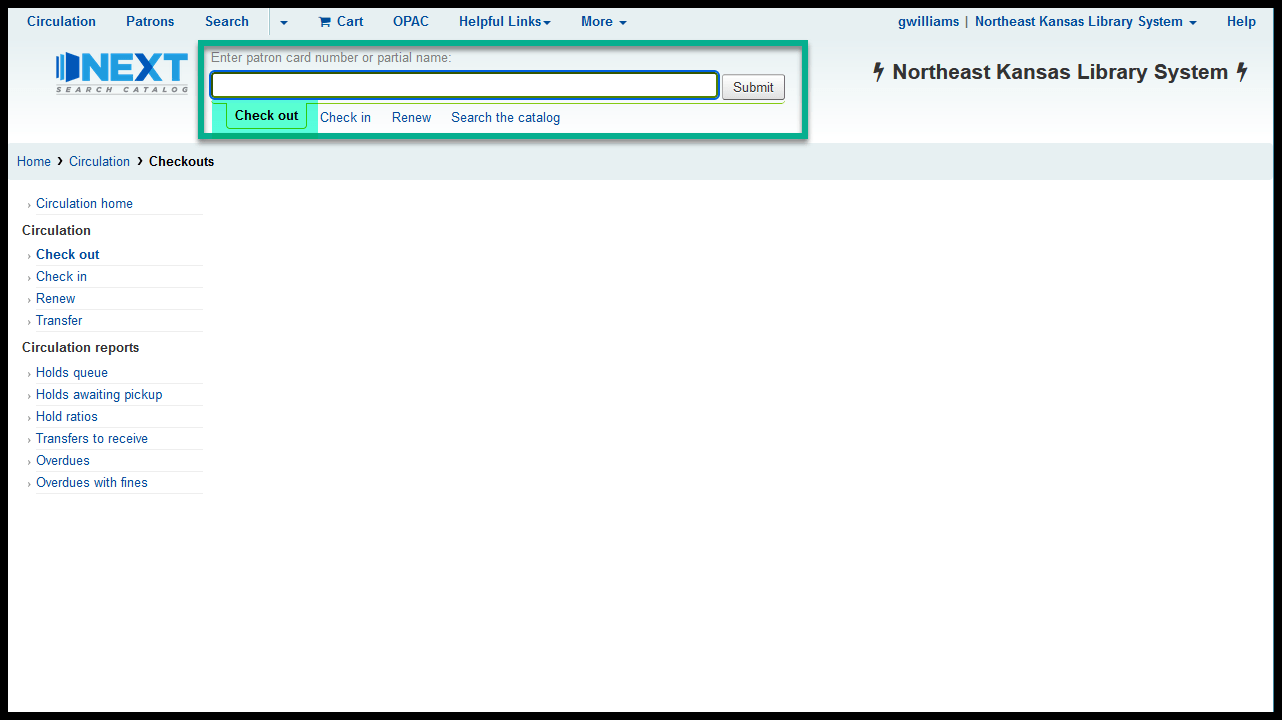 Circulation Patrons Search Cart OPAC Helpful Links More gwilliams | Northeast Kansas Library System Help
NEXT
SEARCH CATALOG
Enter patron card number or partial name:
Submit
Check out Check in Renew Search the catalog
Northeast Kansas Library System
Home › Circulation › Checkouts
› Circulation home
Circulation
› Check out
› Check in
› Renew
› Transfer
Circulation reports
› Holds queue
› Holds awaiting pickup
› Hold ratios
› Transfers to receive
› Overdues
› Overdues with fines